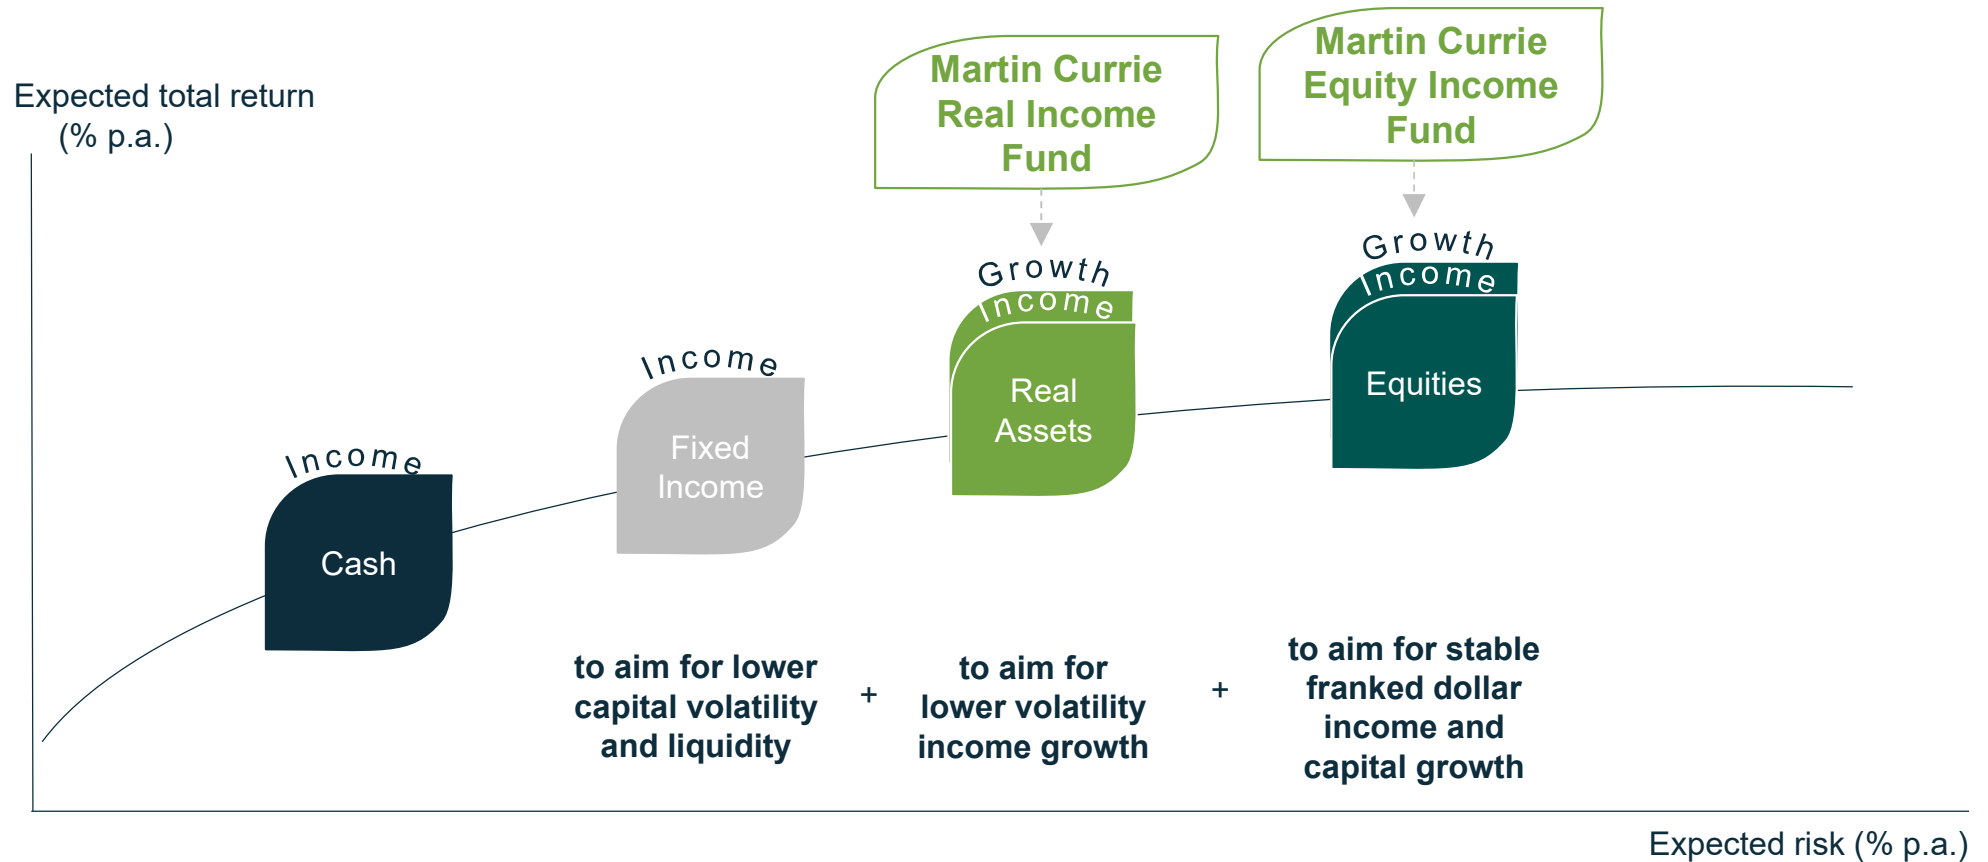 Expected total return
(% p.a.)
Martin Currie
Real Income
Fund
Martin Currie
Equity Income
Fund
Income
Cash
Income
Fixed
Income
Growth
Income
Real
Assets
Growth
Income
Equities
to aim for lower
capital volatility
and liquidity
+
to aim for
lower volatility
income growth
+
to aim for stable
franked dollar
income and
capital growth
Expected risk (% p.a.)